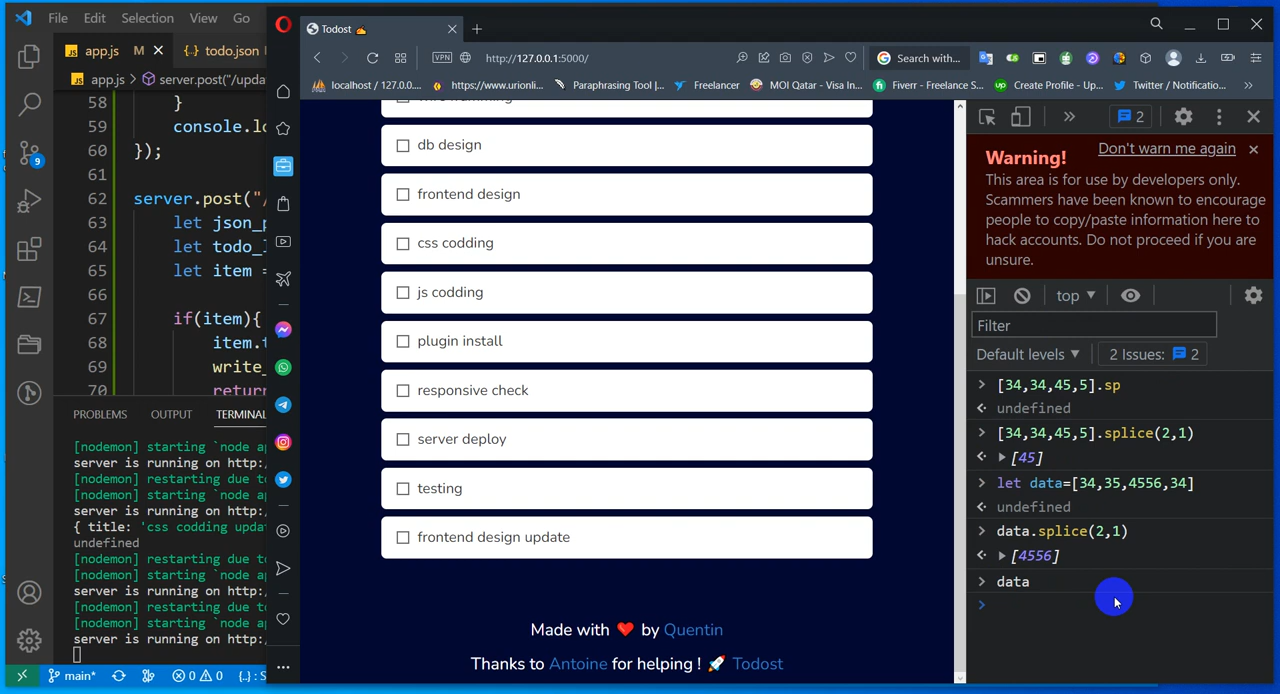 File Edit Selection View Go
JS app.js M
{·} todo.json
JS app.js > server.post("/upda
58 }
59 console.lo
60 });
61
62 server.post("/
63 let json_p
64 let todo_l
65 let item =
66
67 if(item){
68 item.t
69 write_
70 return
PROBLEMS OUTPUT TERMINAL
[nodemon] starting `node ap
server is running on http:/
[nodemon] restarting due to
[nodemon] starting `node ap
server is running on http:/
{ title: 'css codding updat
undefined
[nodemon] restarting due to
[nodemon] starting `node ap
server is running on http:/
[nodemon] restarting due to
[nodemon] starting `node ap
server is running on http:/
9
main* 0 0
Todost
VPN http://127.0.0.1:5000/
Search with...
localhost / 127.0....
https://www.urionli...
Paraphrasing Tool |...
Freelancer
MOI Qatar - Visa In...
Fiverr - Freelance S...
Create Profile - Up...
Twitter / Notificatio...
db design
frontend design
css codding
js codding
plugin install
responsive check
server deploy
testing
frontend design update
Made with ❤️ by Quentin
Thanks to Antoine for helping ! 🚀 Todost
2
Warning! Don't warn me again
This area is for use by developers only.
Scammers have been known to encourage
people to copy/paste information here to
hack accounts. Do not proceed if you are
unsure.
top
Filter
Default levels 2 Issues: 2
[34,34,45,5].sp
undefined
[34,34,45,5].splice(2,1)
[45]
let data=[34,35,4556,34]
undefined
data.splice(2,1)
[4556]
data